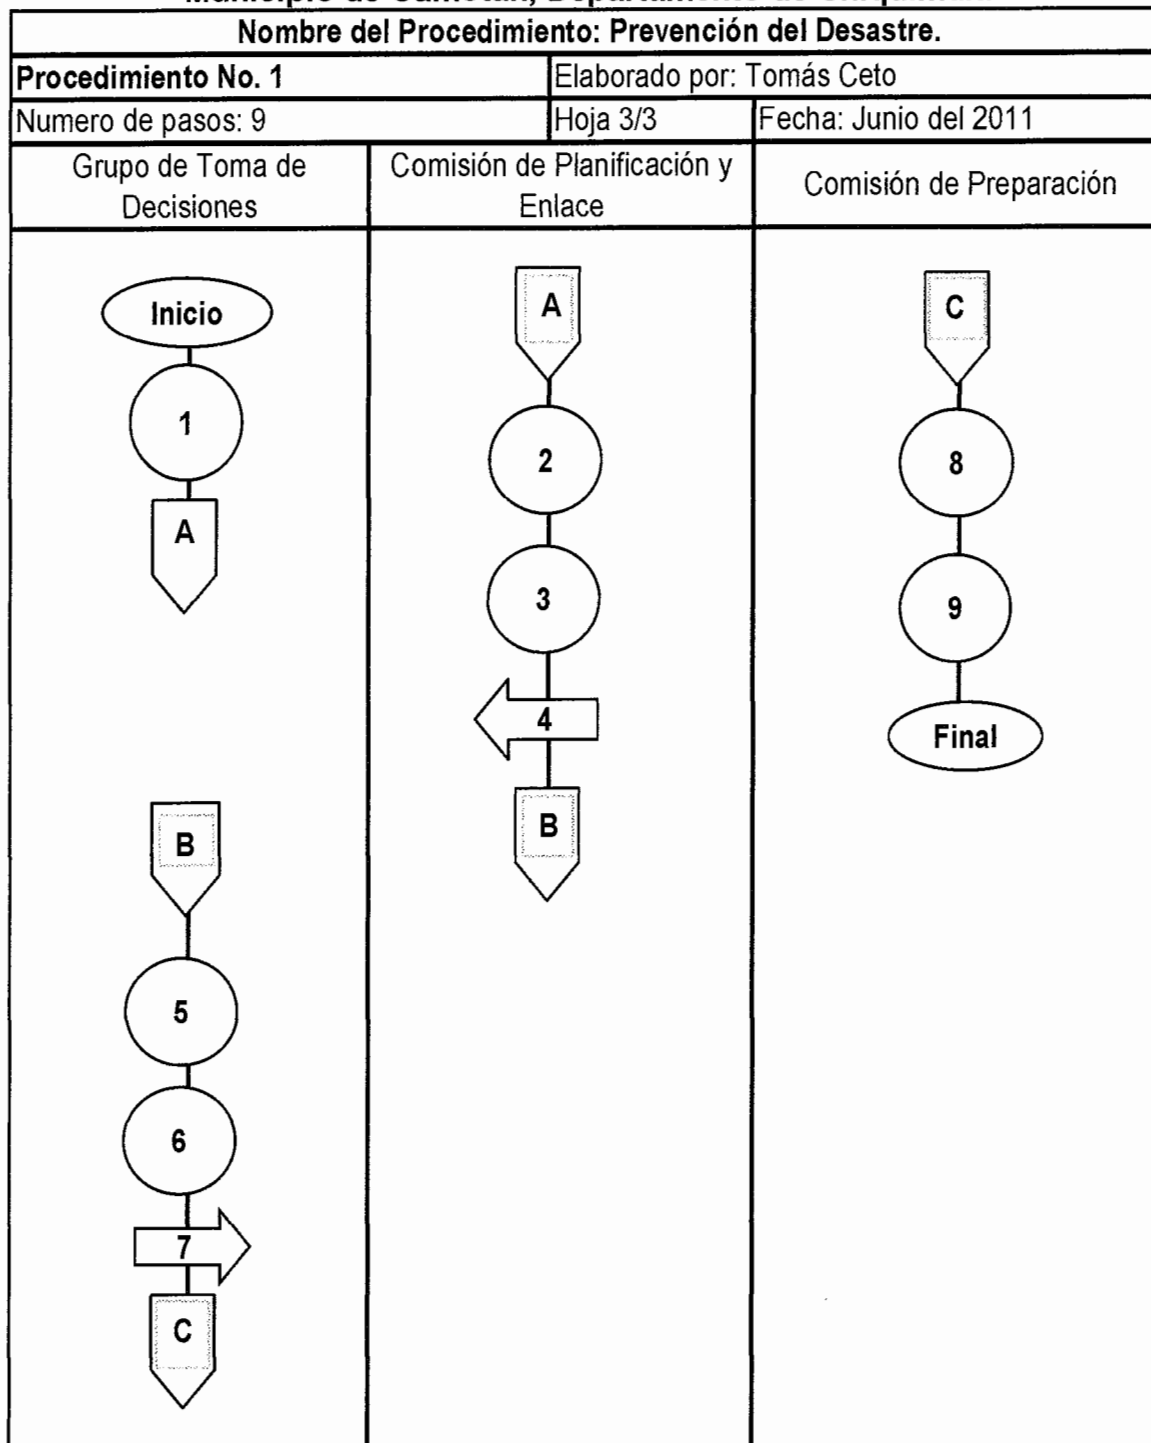 Nombre del Procedimiento: Prevención del Desastre.
Procedimiento No. 1
Elaborado por: Tomás Ceto
Numero de pasos: 9
Hoja 3/3
Fecha: Junio del 2011
Grupo de Toma de
Decisiones
Comisión de Planificación y
Enlace
Comisión de Preparación
Inicio
1
A
B
5
6
7
C
A
2
3
4
B
C
8
9
Final